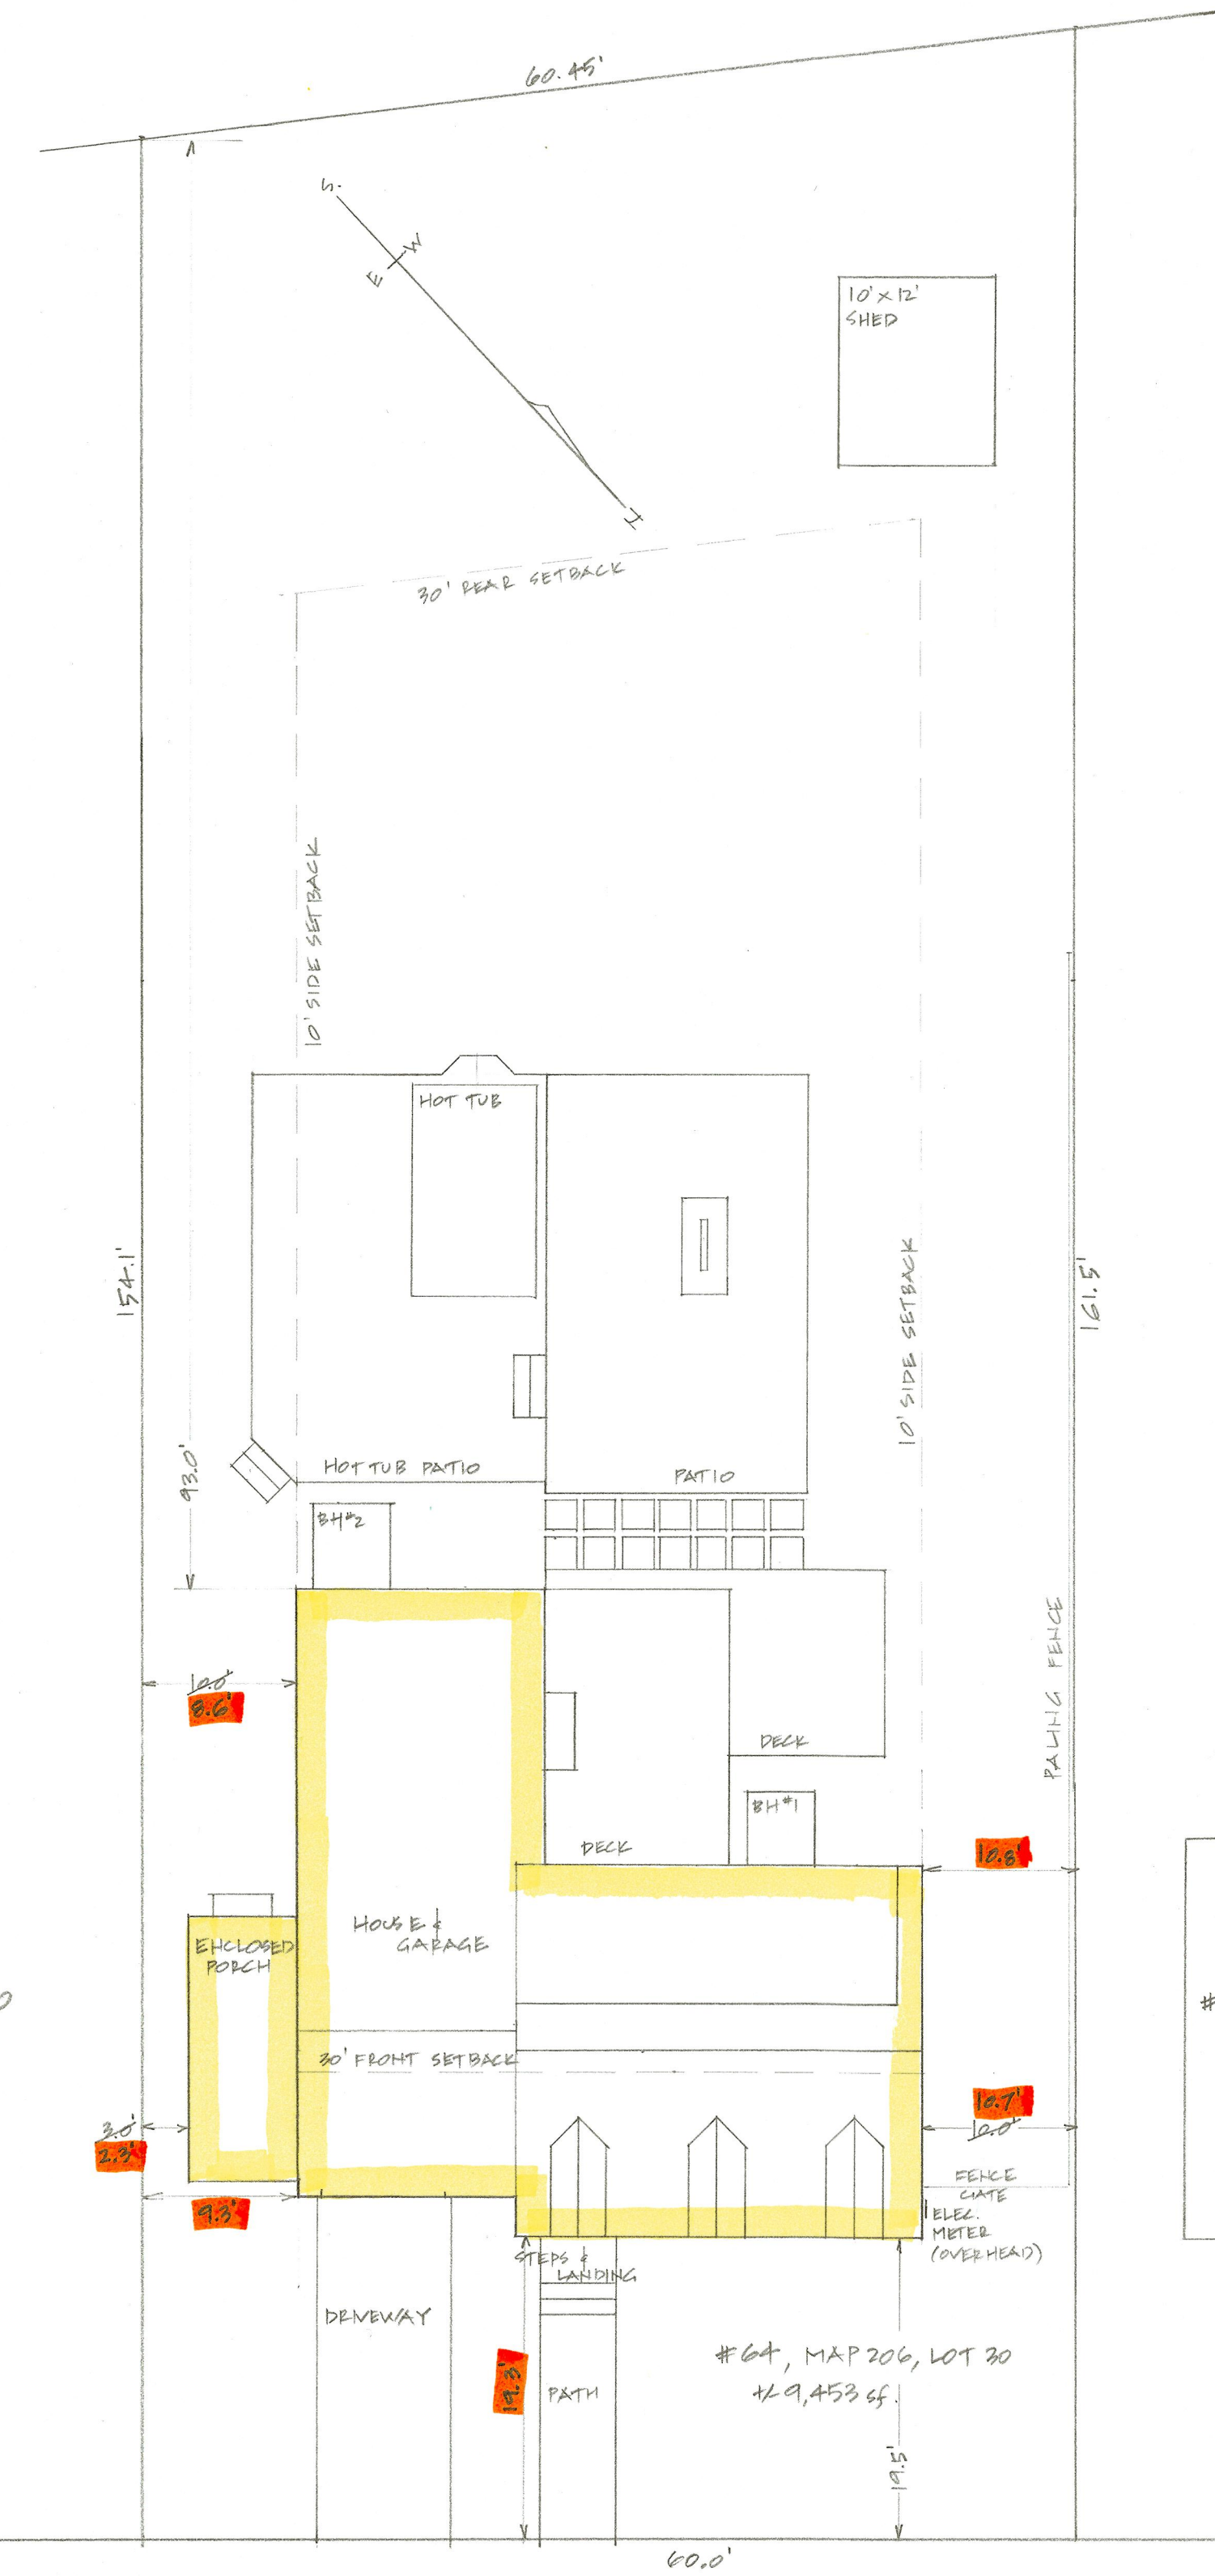 60.45'
S.
W
E
N
10' x 12'
SHED
30' REAR SETBACK
10' SIDE SETBACK
HOT TUB
154.1'
161.5'
10' SIDE SETBACK
93.0'
HOT TUB PATIO
PATIO
BH#2
PALING FENCE
10.0'
8.6'
DECK
BH#1
DECK
10.8'
HOUSE &
GARAGE
ENCLOSED
PORCH
#
30' FRONT SETBACK
10.7'
10.0'
3.0'
2.3'
FENCE
GATE
9.3'
ELEC.
METER
(OVERHEAD)
STEPS &
LANDING
DRIVEWAY
#64, MAP 206, LOT 30
+/- 9,453 sf.
19.3'
PATH
19.5'
60.0'